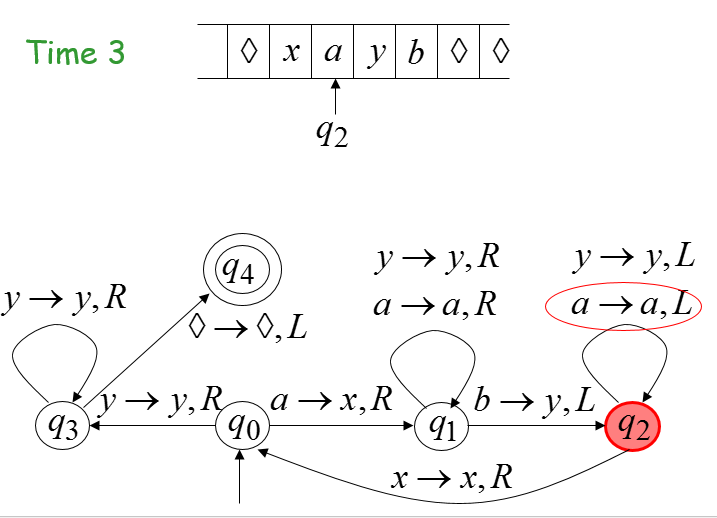 Time 3
◊ x a y b ◊ ◊
q2
y → y, R
y → y, L
a → a, R
a → a, L
y → y, R
q4
◊ → ◊, L
y → y, R
a → x, R
b → y, L
q3
q0
q1
q2
x → x, R